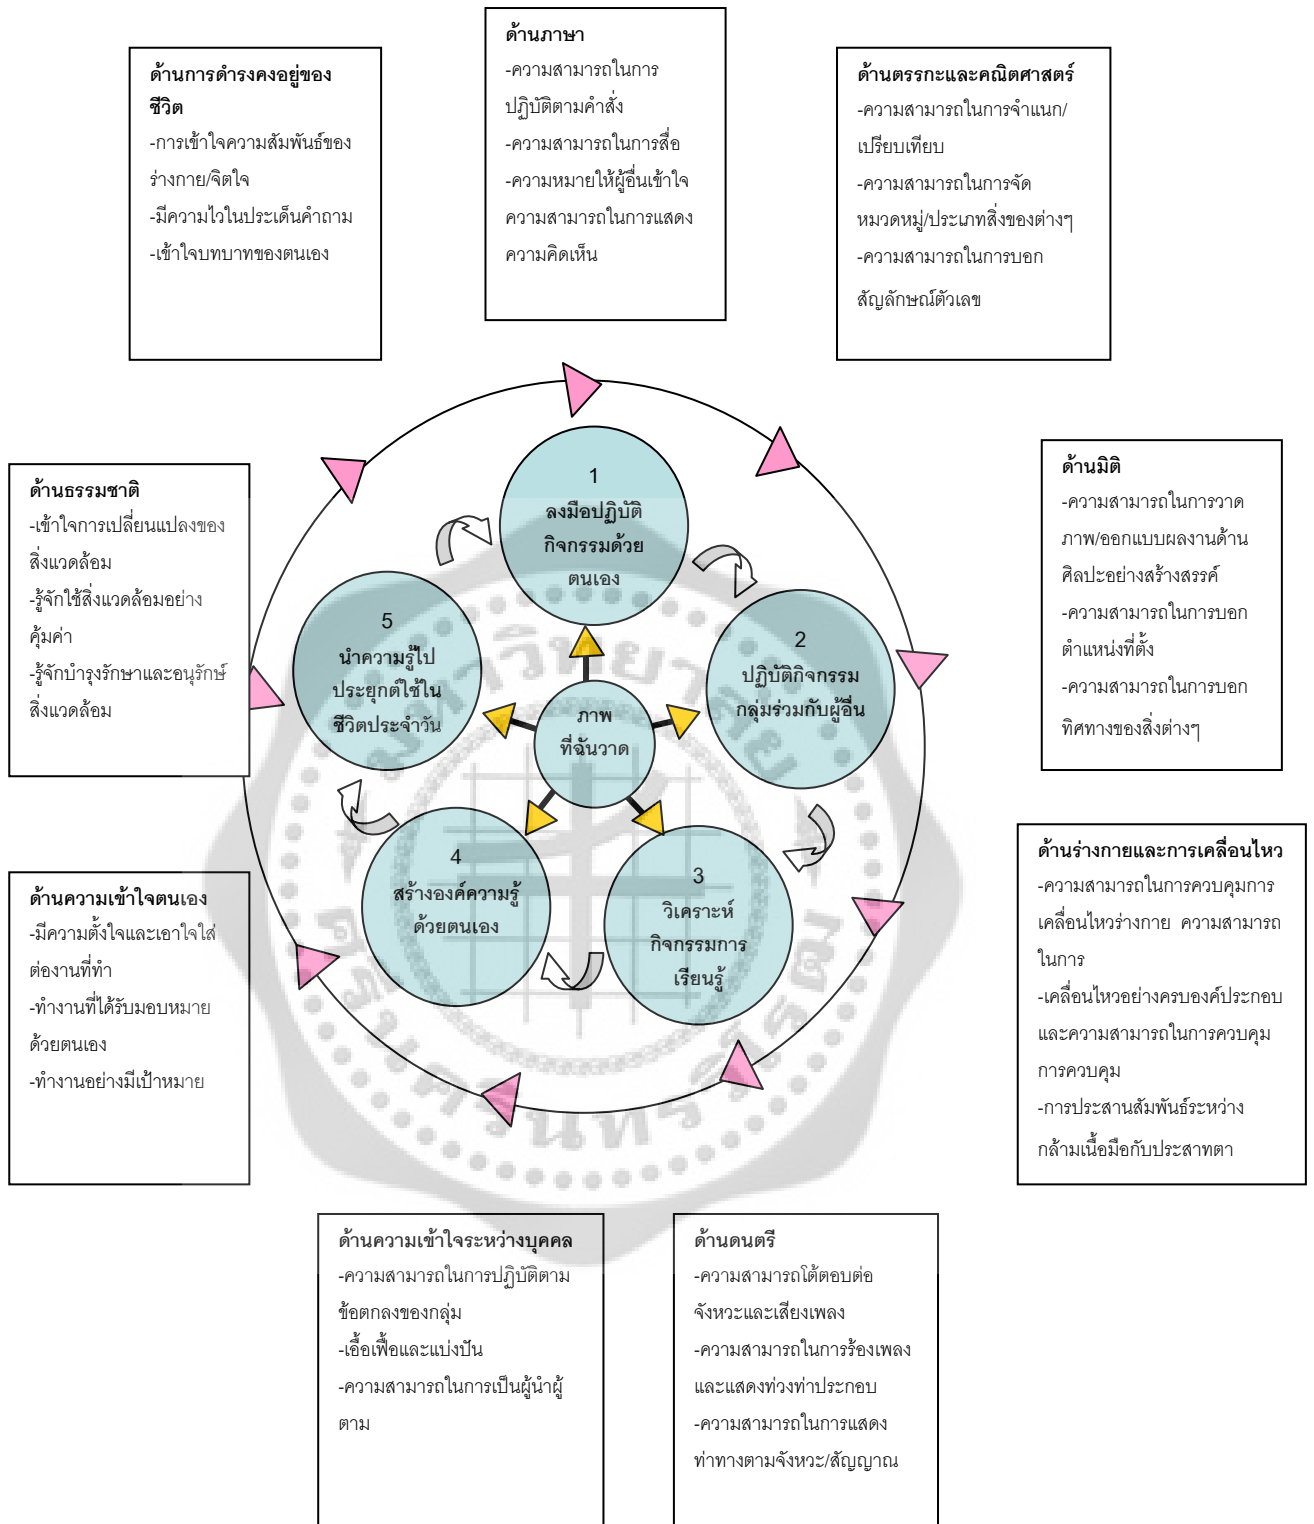 ด้านภาษา
-ความสามารถในการ
ปฏิบัติตามคำสั่ง
-ความสามารถในการสื่อ
-ความหมายให้ผู้อื่นเข้าใจ
ความสามารถในการแสดง
ความคิดเห็น
ด้านการดำรงคงอยู่ของ
ชีวิต
-การเข้าใจความสัมพันธ์ของ
ร่างกาย/จิตใจ
-มีความไวในประเด็นคำถาม
-เข้าใจบทบาทของตนเอง
ด้านตรรกะและคณิตศาสตร์
-ความสามารถในการจำแนก/
เปรียบเทียบ
-ความสามารถในการจัด
หมวดหมู่/ประเภทสิ่งของต่างๆ
-ความสามารถในการบอก
สัญลักษณ์ตัวเลข
ด้านธรรมชาติ
-เข้าใจการเปลี่ยนแปลงของ
สิ่งแวดล้อม
-รู้จักใช้สิ่งแวดล้อมอย่าง
คุ้มค่า
-รู้จักบำรุงรักษาและอนุรักษ์
สิ่งแวดล้อม
ด้านมิติ
-ความสามารถในการวาด
ภาพ/ออกแบบผลงานด้าน
ศิลปะอย่างสร้างสรรค์
-ความสามารถในการบอก
ตำแหน่งที่ตั้ง
-ความสามารถในการบอก
ทิศทางของสิ่งต่างๆ
1
ลงมือปฏิบัติ
กิจกรรมด้วย
ตนเอง
2
ปฏิบัติกิจกรรม
กลุ่มร่วมกับผู้อื่น
3
วิเคราะห์
กิจกรรมการ
เรียนรู้
4
สร้างองค์ความรู้
ด้วยตนเอง
5
นำความรู้ไป
ประยุกต์ใช้ใน
ชีวิตประจำวัน
ภาพ
ที่ฉันวาด
มหาวิทยาลัย
ศรีนครินทรวิโรฒ
ด้านความเข้าใจตนเอง
-มีความตั้งใจและเอาใจใส่
ต่องานที่ทำ
-ทำงานที่ได้รับมอบหมาย
ด้วยตนเอง
-ทำงานอย่างมีเป้าหมาย
ด้านร่างกายและการเคลื่อนไหว
-ความสามารถในการควบคุมการ
เคลื่อนไหวร่างกาย ความสามารถ
ในการ
-เคลื่อนไหวอย่างครบองค์ประกอบ
และความสามารถในการควบคุม
การควบคุม
-การประสานสัมพันธ์ระหว่าง
กล้ามเนื้อมือกับประสาทตา
ด้านความเข้าใจระหว่างบุคคล
-ความสามารถในการปฏิบัติตาม
ข้อตกลงของกลุ่ม
-เอื้อเฟื้อและแบ่งปัน
-ความสามารถในการเป็นผู้นำผู้
ตาม
ด้านดนตรี
-ความสามารถโต้ตอบต่อ
จังหวะและเสียงเพลง
-ความสามารถในการร้องเพลง
และแสดงท่วงท่าประกอบ
-ความสามารถในการแสดง
ท่าทางตามจังหวะ/สัญญาณ